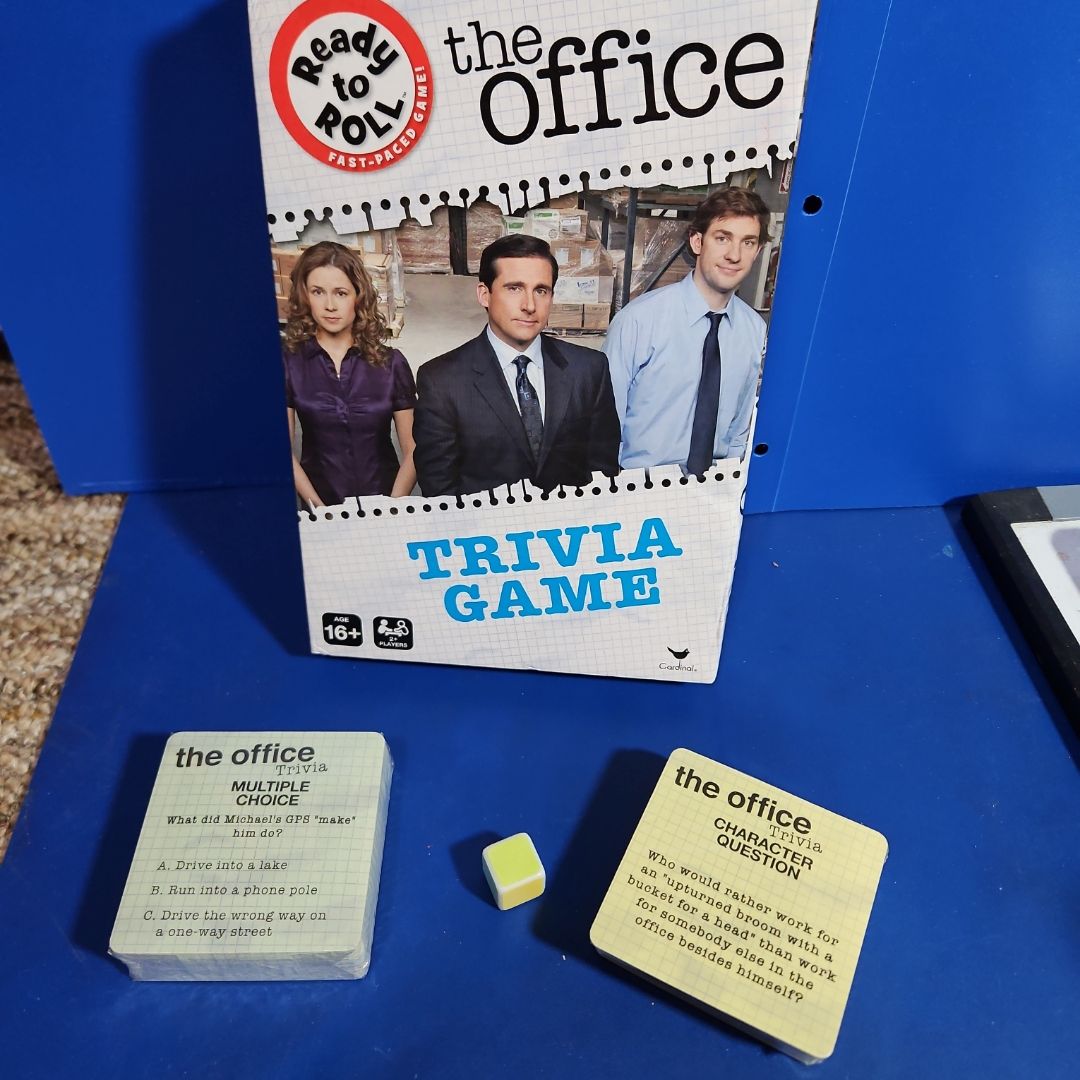 Ready
to
ROLL™
FAST-PACED GAME!
the
office
TRIVIA
GAME
AGE
16+
2+
PLAYERS
Cardinal®
the office
Trivia
MULTIPLE
CHOICE
What did Michael's GPS "make"
him do?
A. Drive into a lake
B. Run into a phone pole
C. Drive the wrong way on
a one-way street
the office
Trivia
CHARACTER
QUESTION
Who would rather work for
an "upturned broom with a
bucket for a head" than work
for somebody else in the
office besides himself?